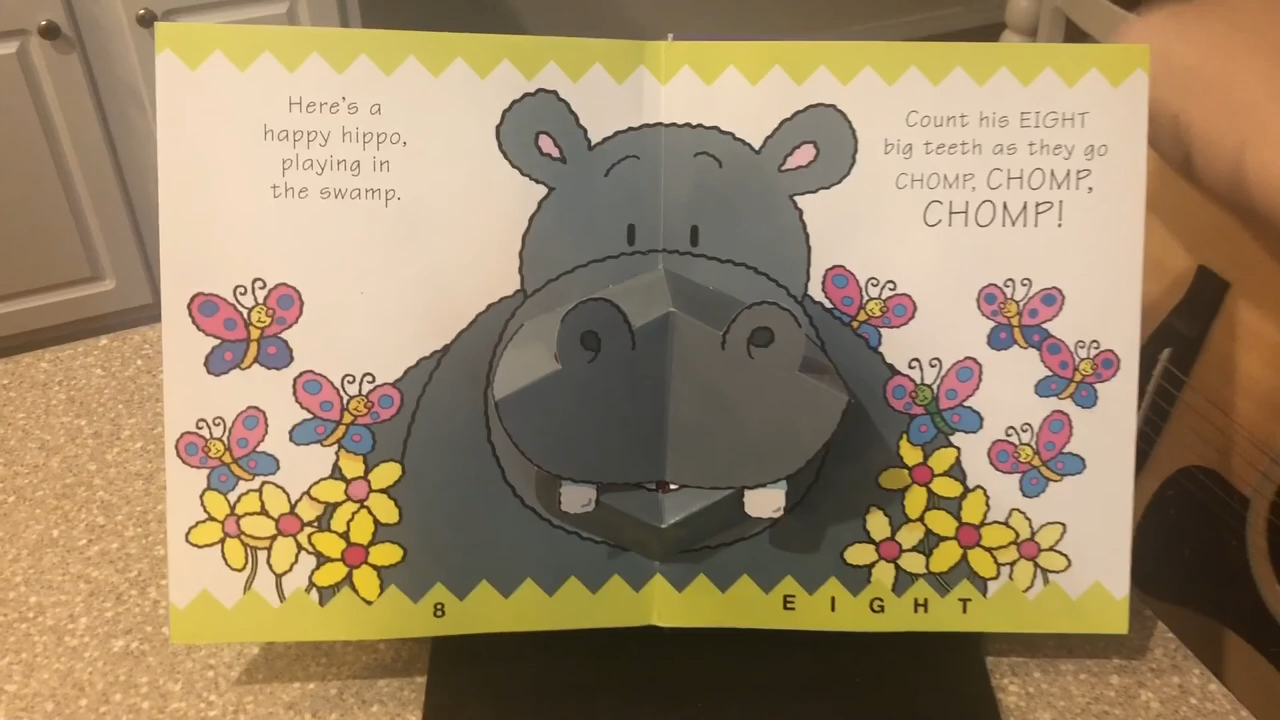 Here's a
happy hippo,
playing in
the swamp.
Count his EIGHT
big teeth as they go
CHOMP, CHOMP,
CHOMP!
8
EIGHT